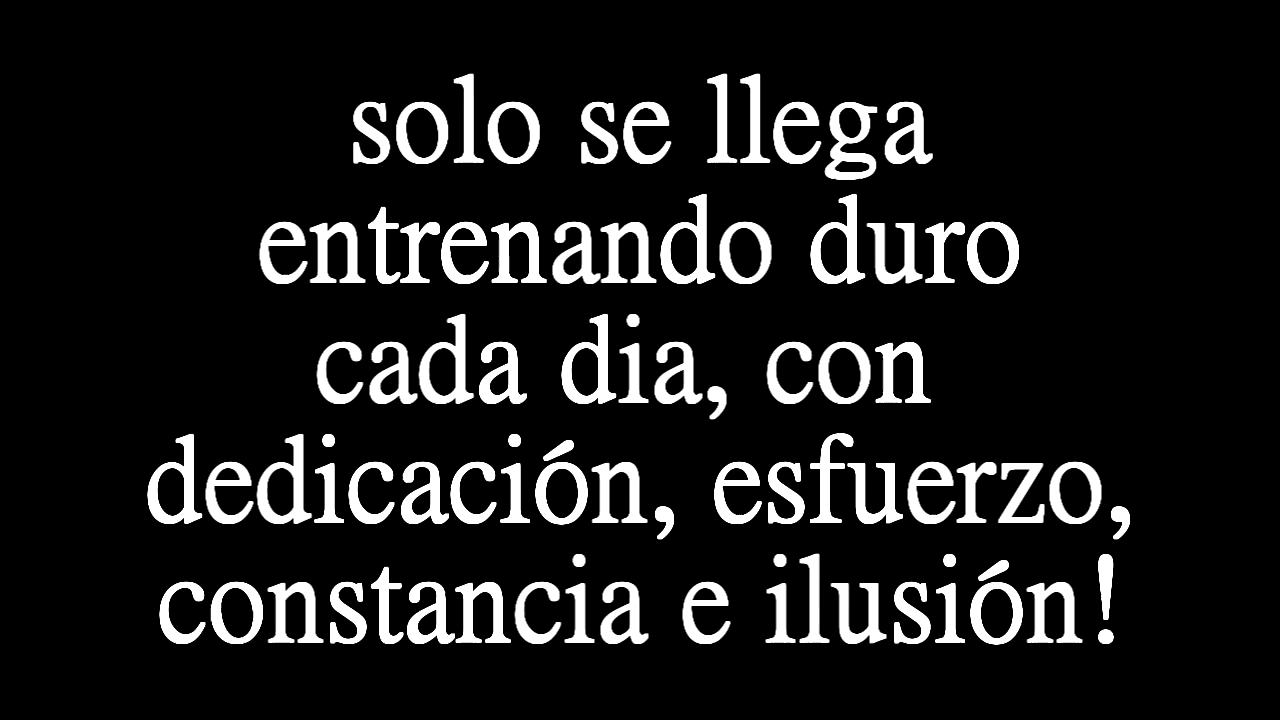 solo se llega
entrenando duro
cada dia, con
dedicación, esfuerzo,
constancia e ilusión!